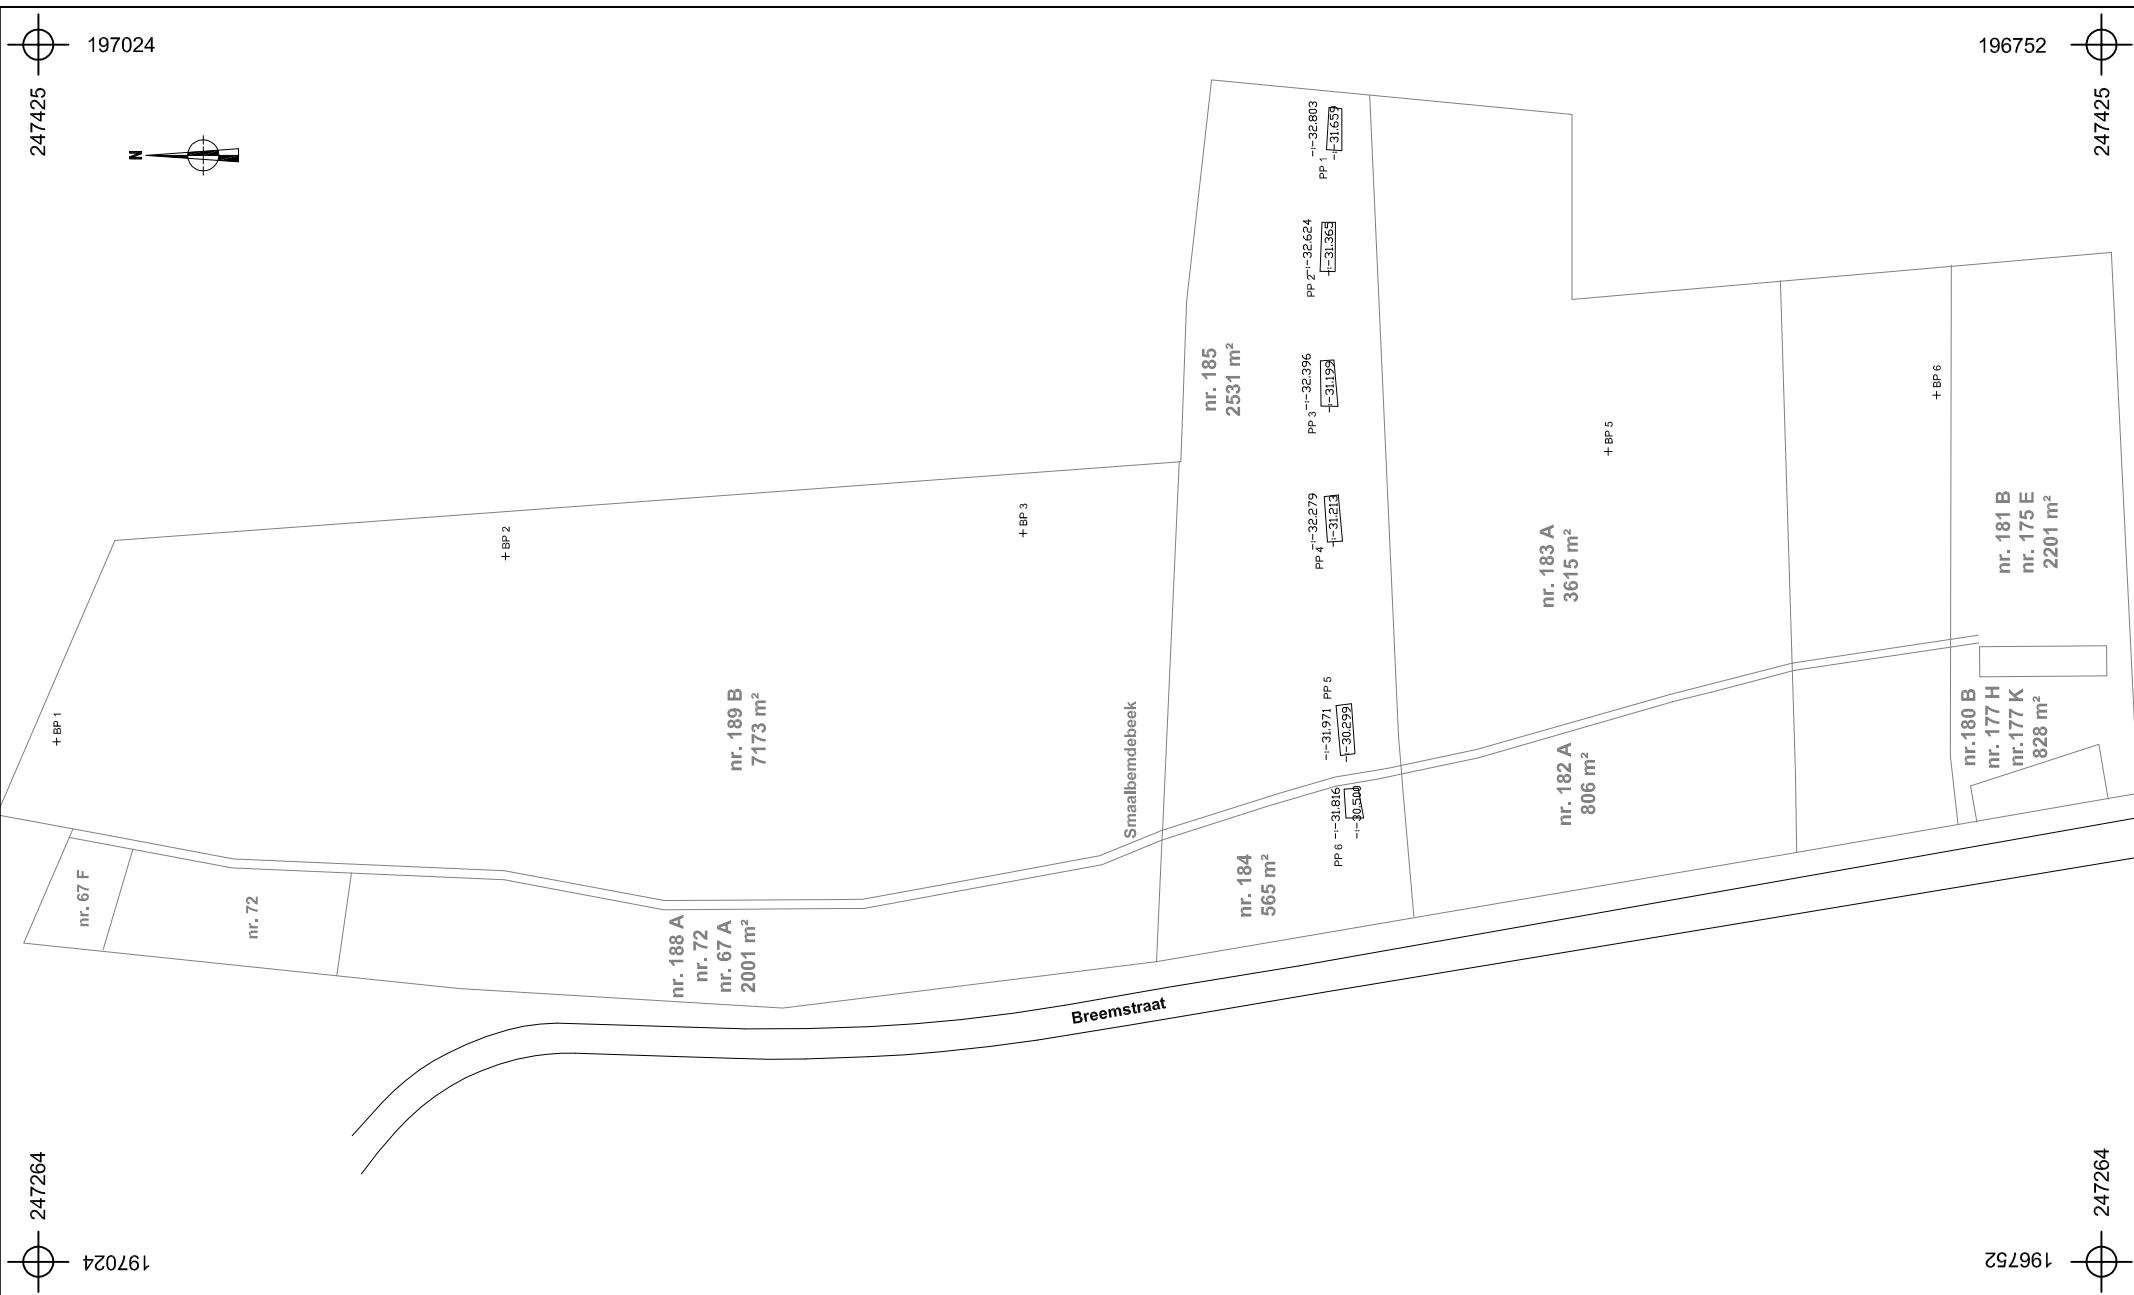 197024
247425
N
196752
247425
32.803
31.659
PP 1
32.624
31.365
PP 2
nr. 185
2531 m²
32.396
31.199
PP 3
32.279
31.213
PP 4
+ BP 1
+ BP 2
+ BP 3
+ BP 5
+ BP 6
nr. 183 A
3615 m²
nr. 181 B
nr. 175 E
2201 m²
nr. 189 B
7173 m²
Smaalbemdebeek
PP 5
31.971
30.299
31.816
30.500
PP 6
nr. 182 A
806 m²
nr.180 B
nr. 177 H
nr.177 K
828 m²
nr. 67 F
nr. 72
nr. 188 A
nr. 72
nr. 67 A
2001 m²
nr. 184
565 m²
Breemstraat
247264
197024
247264
196752